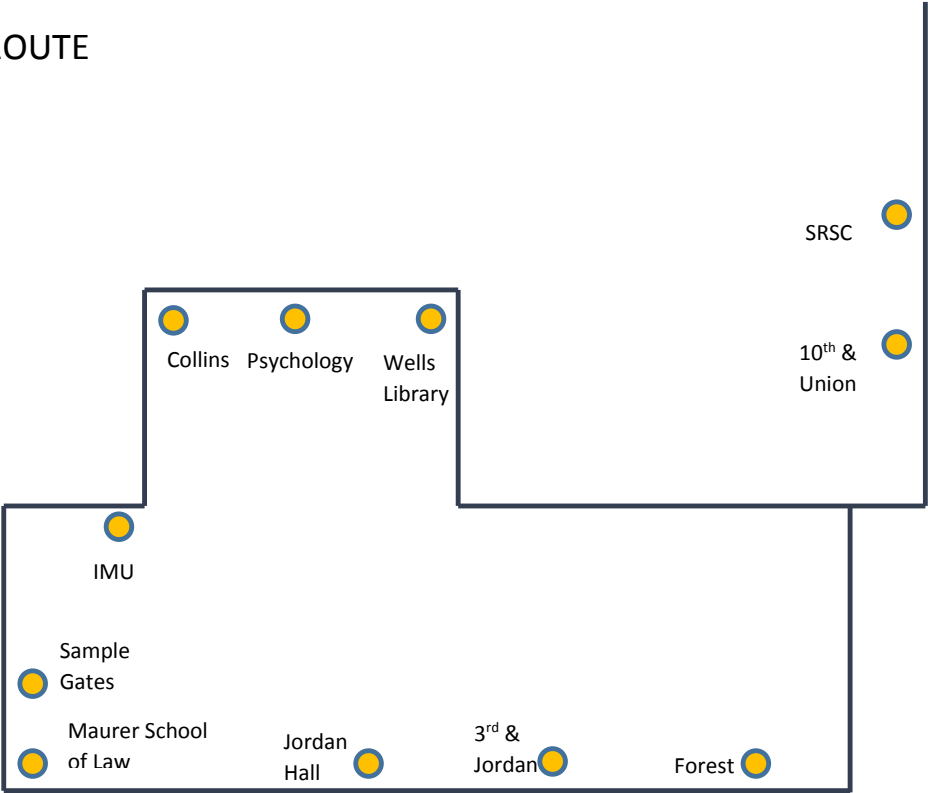 ROUTE
SRSC
10th &
Union
Collins
Psychology
Wells
Library
IMU
Sample
Gates
Maurer School
of Law
Jordan
Hall
3rd &
Jordan
Forest